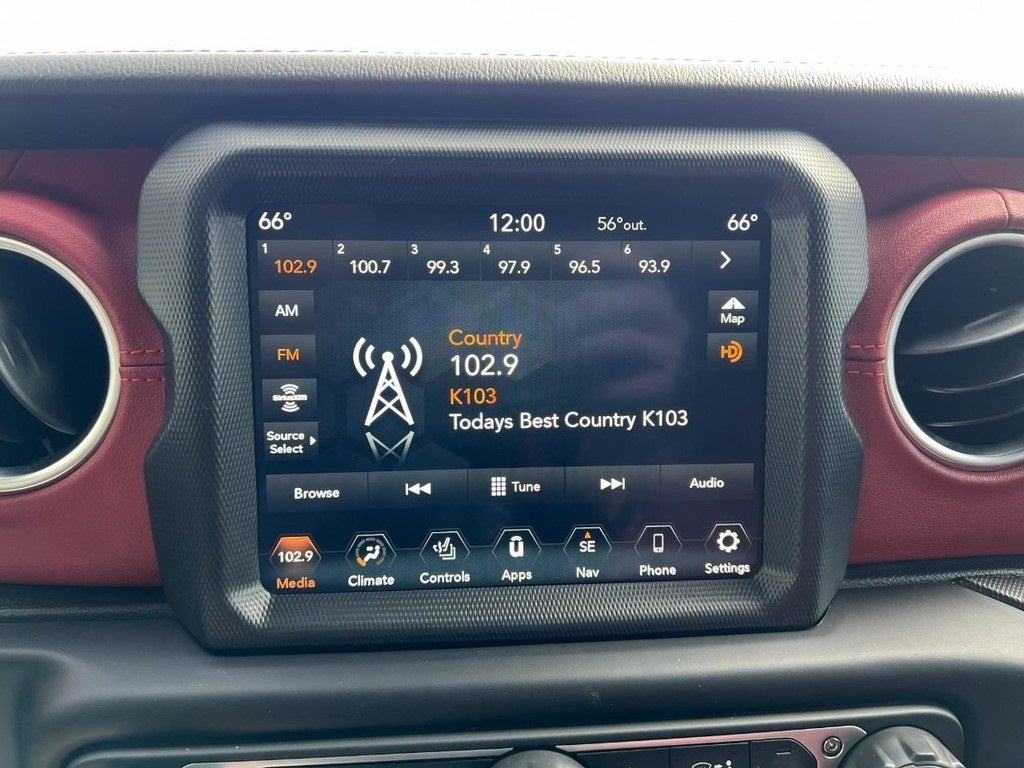 66° 12:00 56°out. 66°
1 2 3 4 5 6
102.9 100.7 99.3 97.9 96.5 93.9
AM
Map
FM
HD
Country
102.9
K103
Todays Best Country K103
SiriusXM
Source
Select
Browse Tune Audio
102.9 SE
Media Climate Controls Apps Nav Phone Settings